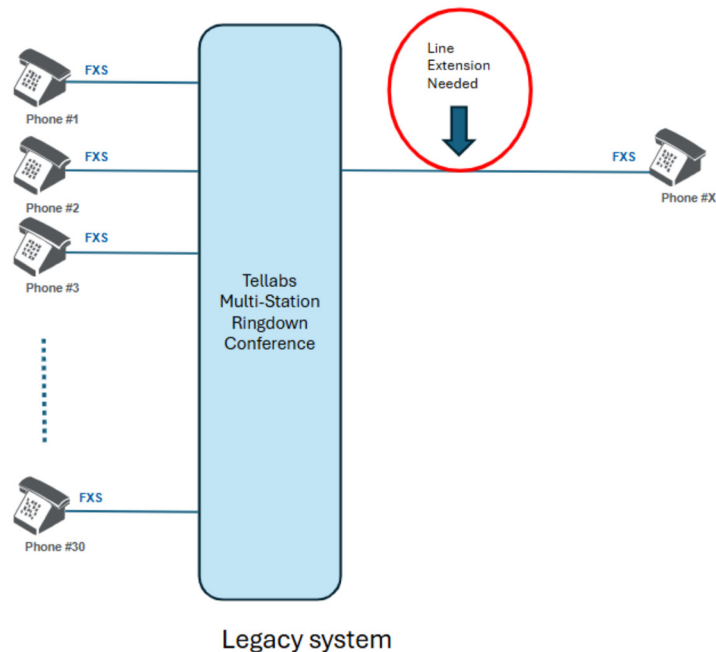 FXS
Phone #1
FXS
Phone #2
FXS
Phone #3
FXS
Phone #30
Tellabs
Multi-Station
Ringdown
Conference
Line
Extension
Needed
FXS
Phone #X
Legacy system